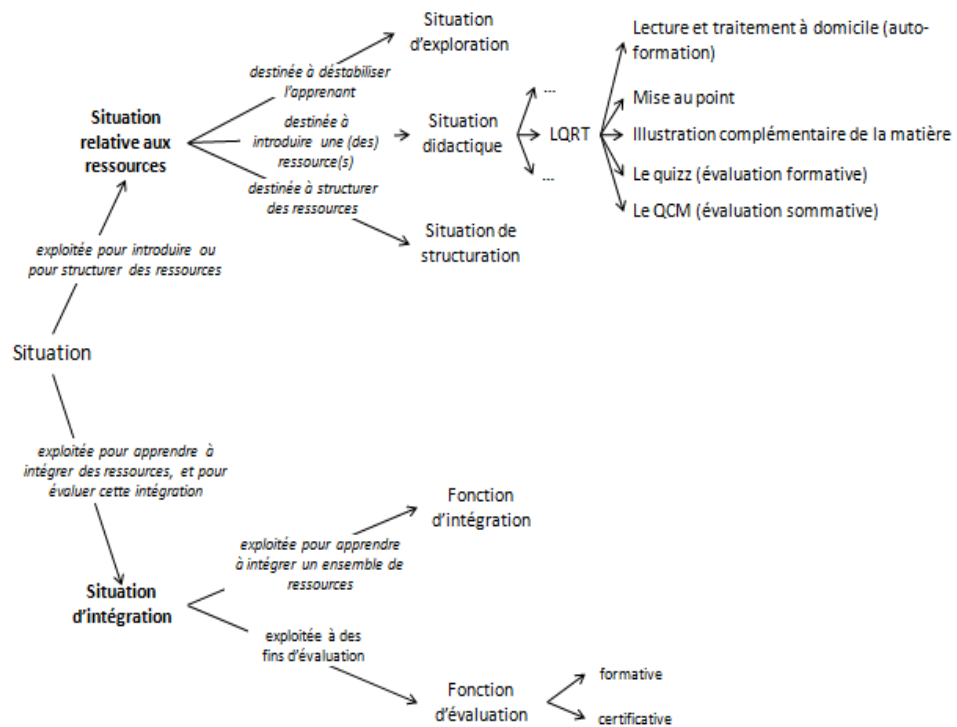 Situation
d'exploration
Lecture et traitement à domicile (auto-
formation)
destinée à déstabiliser
l'apprenant
...
Mise au point
Situation
relative aux
ressources
destinée à
introduire une (des)
ressource(s)
Situation
didactique
LQRT
Illustration complémentaire de la matière
...
Le quizz (évaluation formative)
destinée à structurer
des ressources
Le QCM (évaluation sommative)
Situation de
structuration
exploitée pour introduire ou
pour structurer des ressources
Situation
exploitée pour apprendre à
intégrer des ressources, et pour
évaluer cette intégration
Fonction
d'intégration
exploitée pour apprendre
à intégrer un ensemble de
ressources
Situation
d'intégration
exploitée à des
fins d'évaluation
formative
Fonction
d'évaluation
certificative